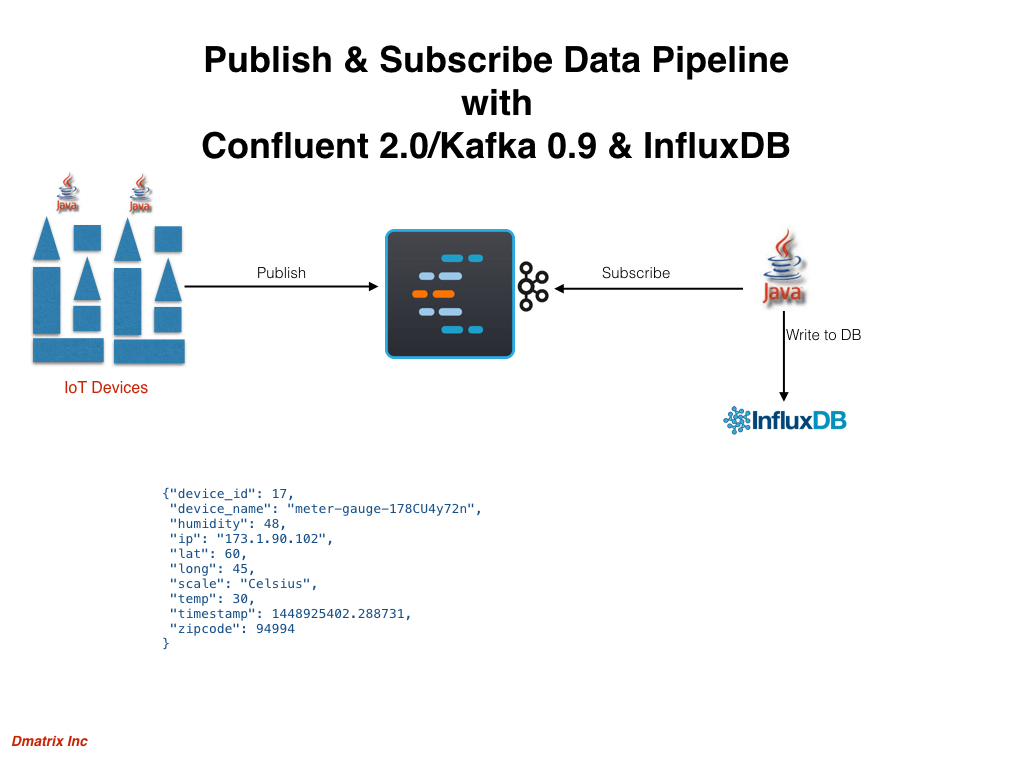 Publish & Subscribe Data Pipeline
with
Confluent 2.0/Kafka 0.9 & InfluxDB
Java
Java
Publish
Subscribe
Java
Write to DB
IoT Devices
InfluxDB
{"device_id": 17,
"device_name": "meter-gauge-178CU4y72n",
"humidity": 48,
"ip": "173.1.90.102",
"lat": 60,
"long": 45,
"scale": "Celsius",
"temp": 30,
"timestamp": 1448925402.288731,
"zipcode": 94994
}
Dmatrix Inc